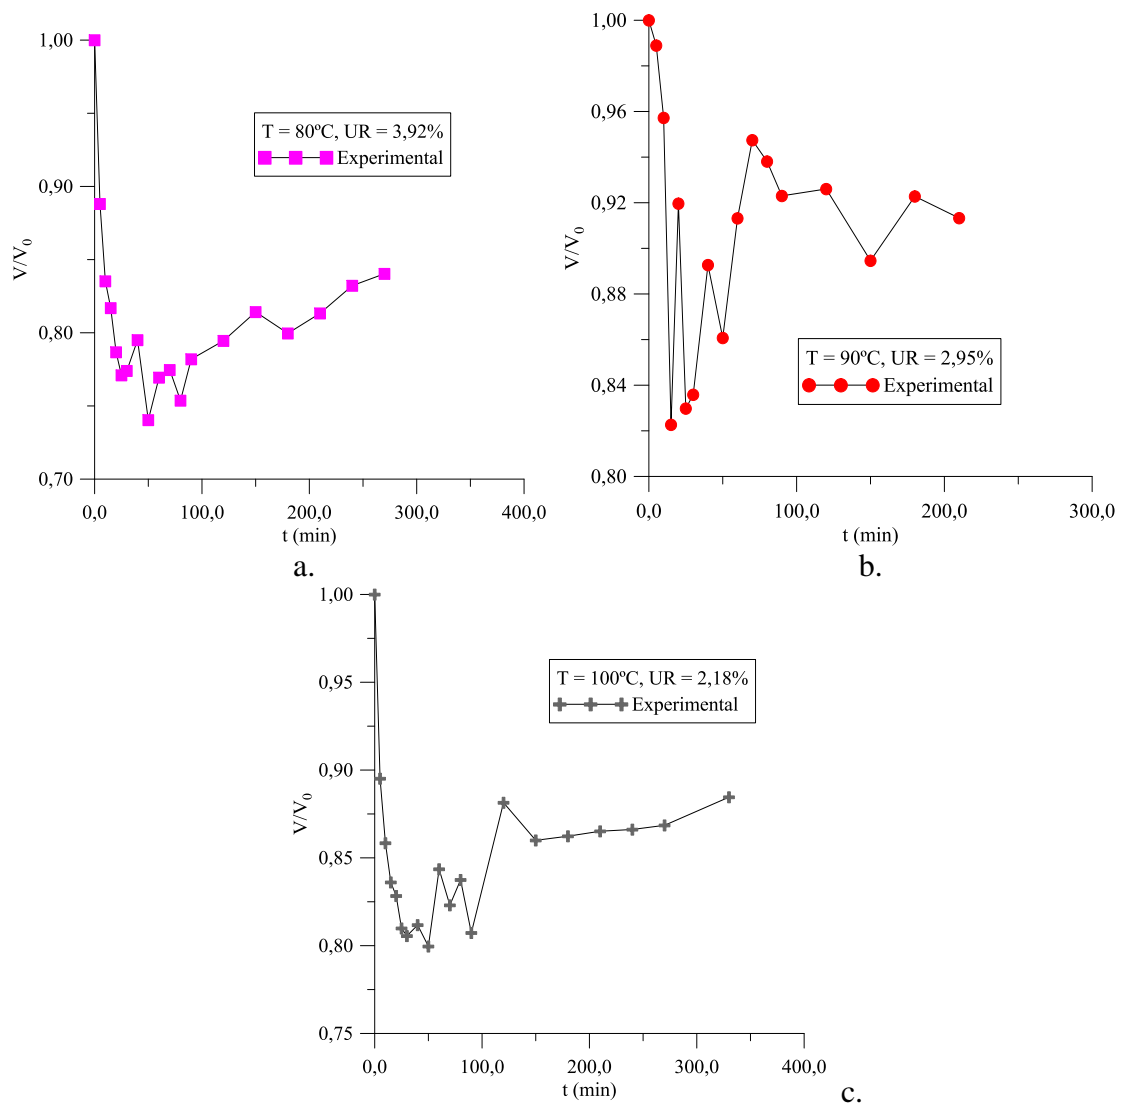 1,00
0,90
0,80
0,70
V/V0
T = 80ºC, UR = 3,92%
Experimental
0,0 100,0 200,0 300,0 400,0
t (min)
a.
1,00
0,96
0,92
0,88
0,84
0,80
V/V0
T = 90ºC, UR = 2,95%
Experimental
0,0 100,0 200,0 300,0
t (min)
b.
1,00
0,95
0,90
0,85
0,80
0,75
V/V0
T = 100ºC, UR = 2,18%
Experimental
0,0 100,0 200,0 300,0 400,0
t (min)
c.